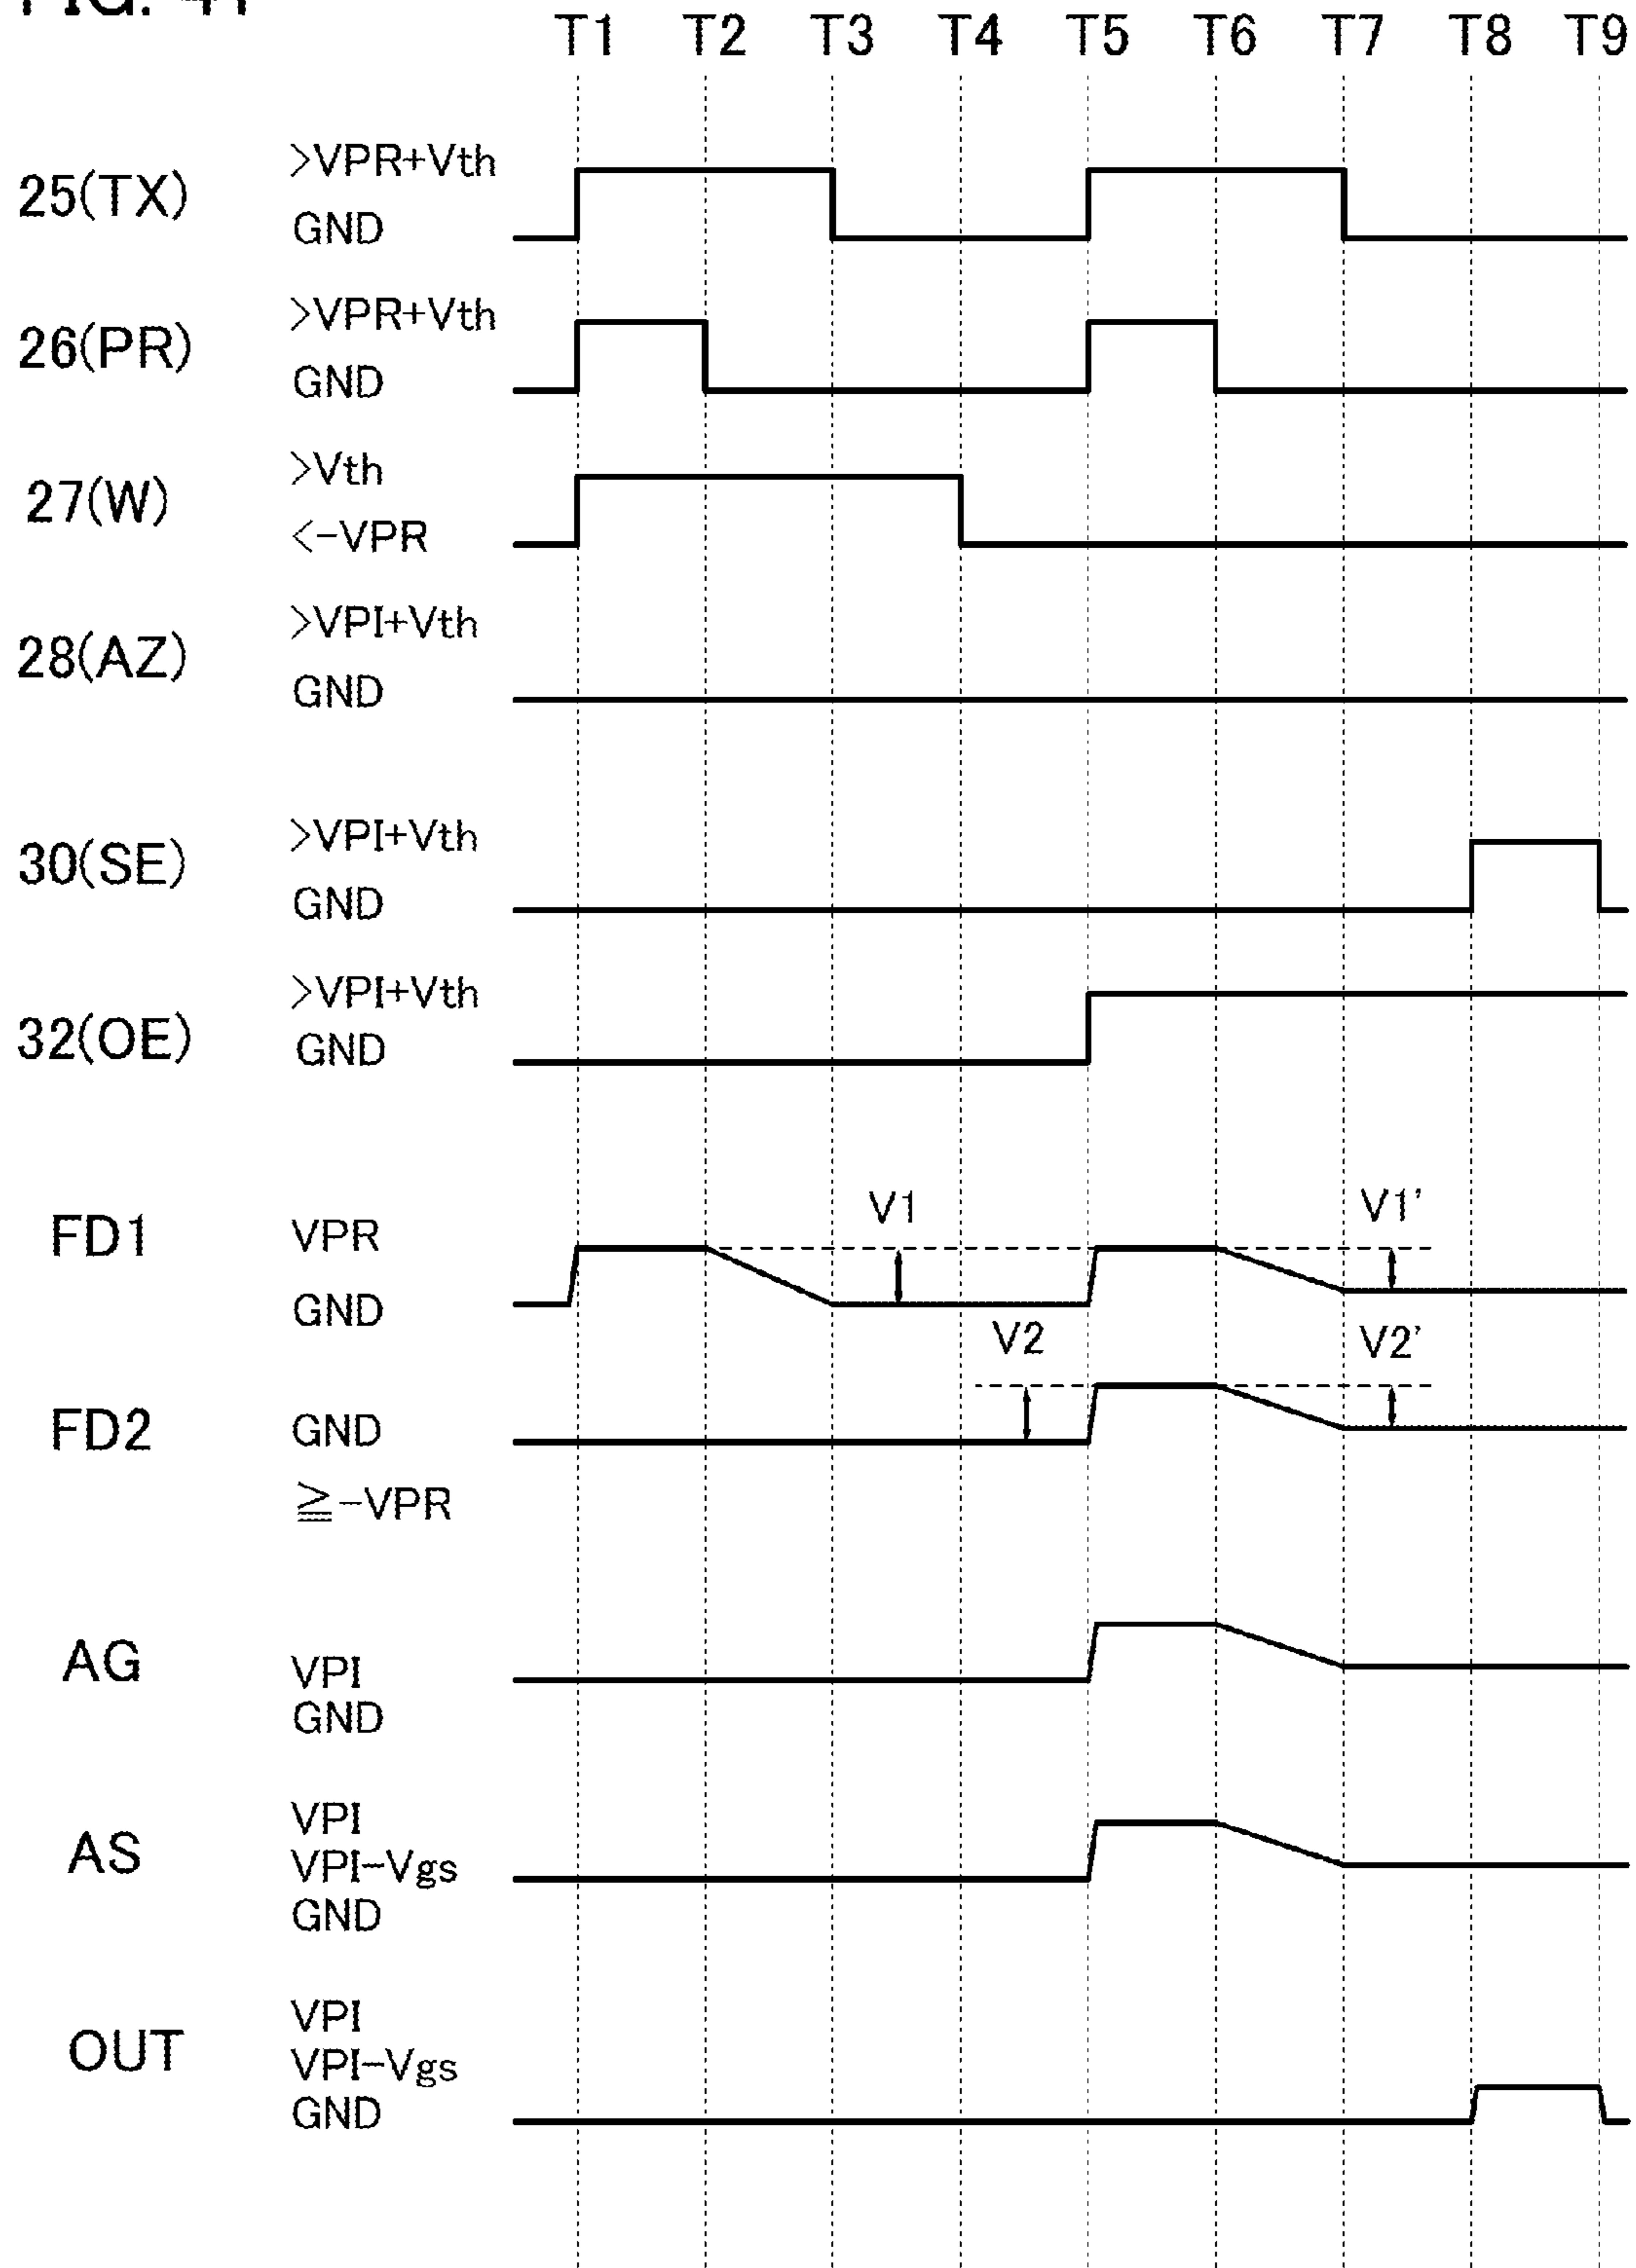 T1 T2 T3 T4 T5 T6 T7 T8 T9
25(TX)
>VPR+Vth
GND
26(PR)
>VPR+Vth
GND
27(W)
>Vth
<-VPR
28(AZ)
>VPI+Vth
GND
30(SE)
>VPI+Vth
GND
32(OE)
>VPI+Vth
GND
FD1
VPR
GND
V1
V1'
FD2
GND
≧-VPR
V2
V2'
AG
VPI
GND
AS
VPI
VPI-Vgs
GND
OUT
VPI
VPI-Vgs
GND